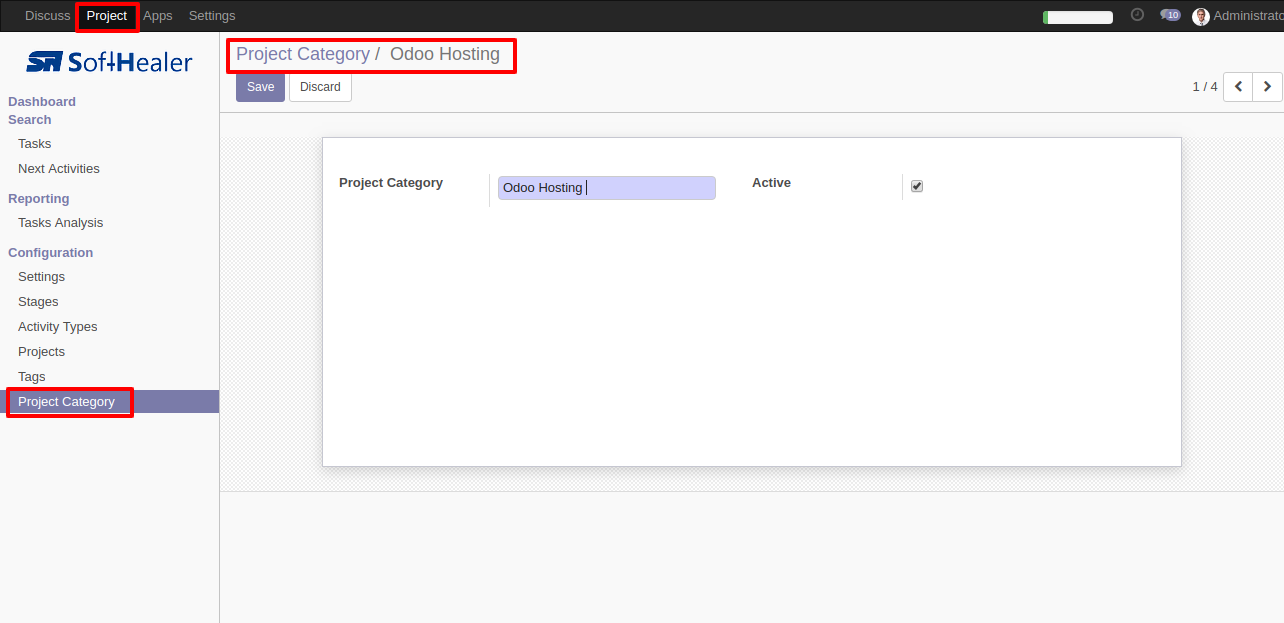 Discuss Project Apps Settings 10 Administrato
SoftHealer
Dashboard
Search
Tasks
Next Activities
Reporting
Tasks Analysis
Configuration
Settings
Stages
Activity Types
Projects
Tags
Project Category
Project Category / Odoo Hosting
Save Discard
1 / 4
Project Category Odoo Hosting Active